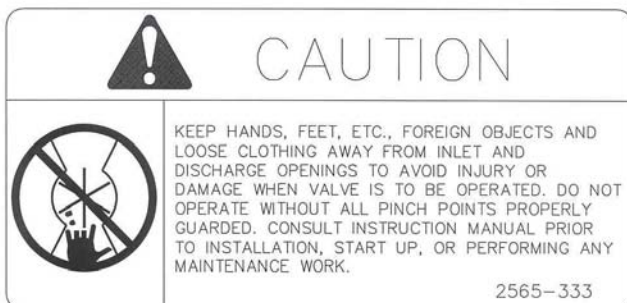 CAUTION
KEEP HANDS, FEET, ETC., FOREIGN OBJECTS AND
LOOSE CLOTHING AWAY FROM INLET AND
DISCHARGE OPENINGS TO AVOID INJURY OR
DAMAGE WHEN VALVE IS TO BE OPERATED. DO NOT
OPERATE WITHOUT ALL PINCH POINTS PROPERLY
GUARDED. CONSULT INSTRUCTION MANUAL PRIOR
TO INSTALLATION, START UP, OR PERFORMING ANY
MAINTENANCE WORK.
2565-333